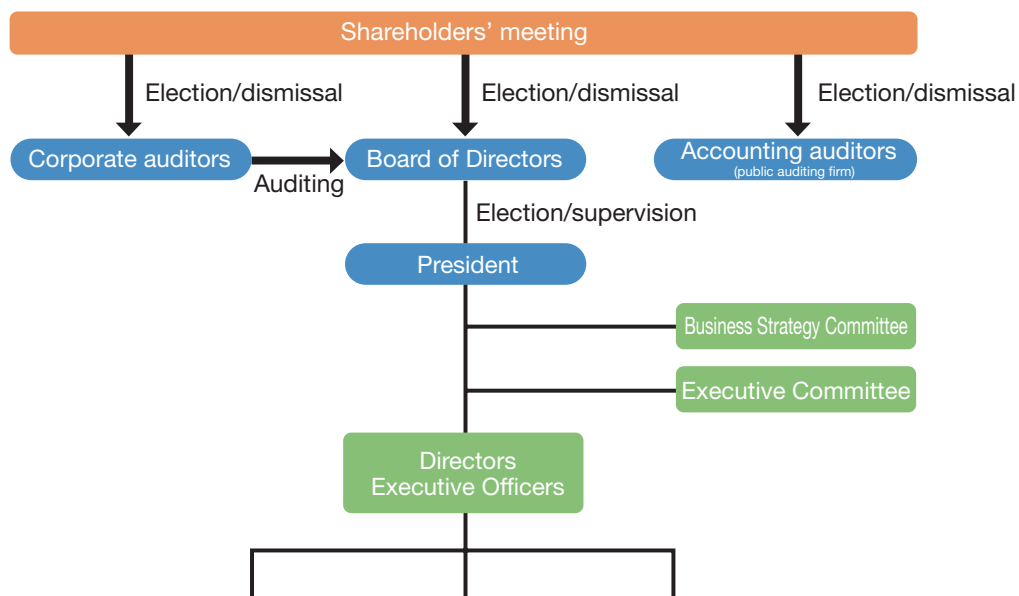 Shareholders’ meeting
Election/dismissal
Election/dismissal
Election/dismissal
Corporate auditors
Auditing
Board of Directors
Accounting auditors
(public auditing firm)
Election/supervision
President
Business Strategy Committee
Executive Committee
Directors
Executive Officers